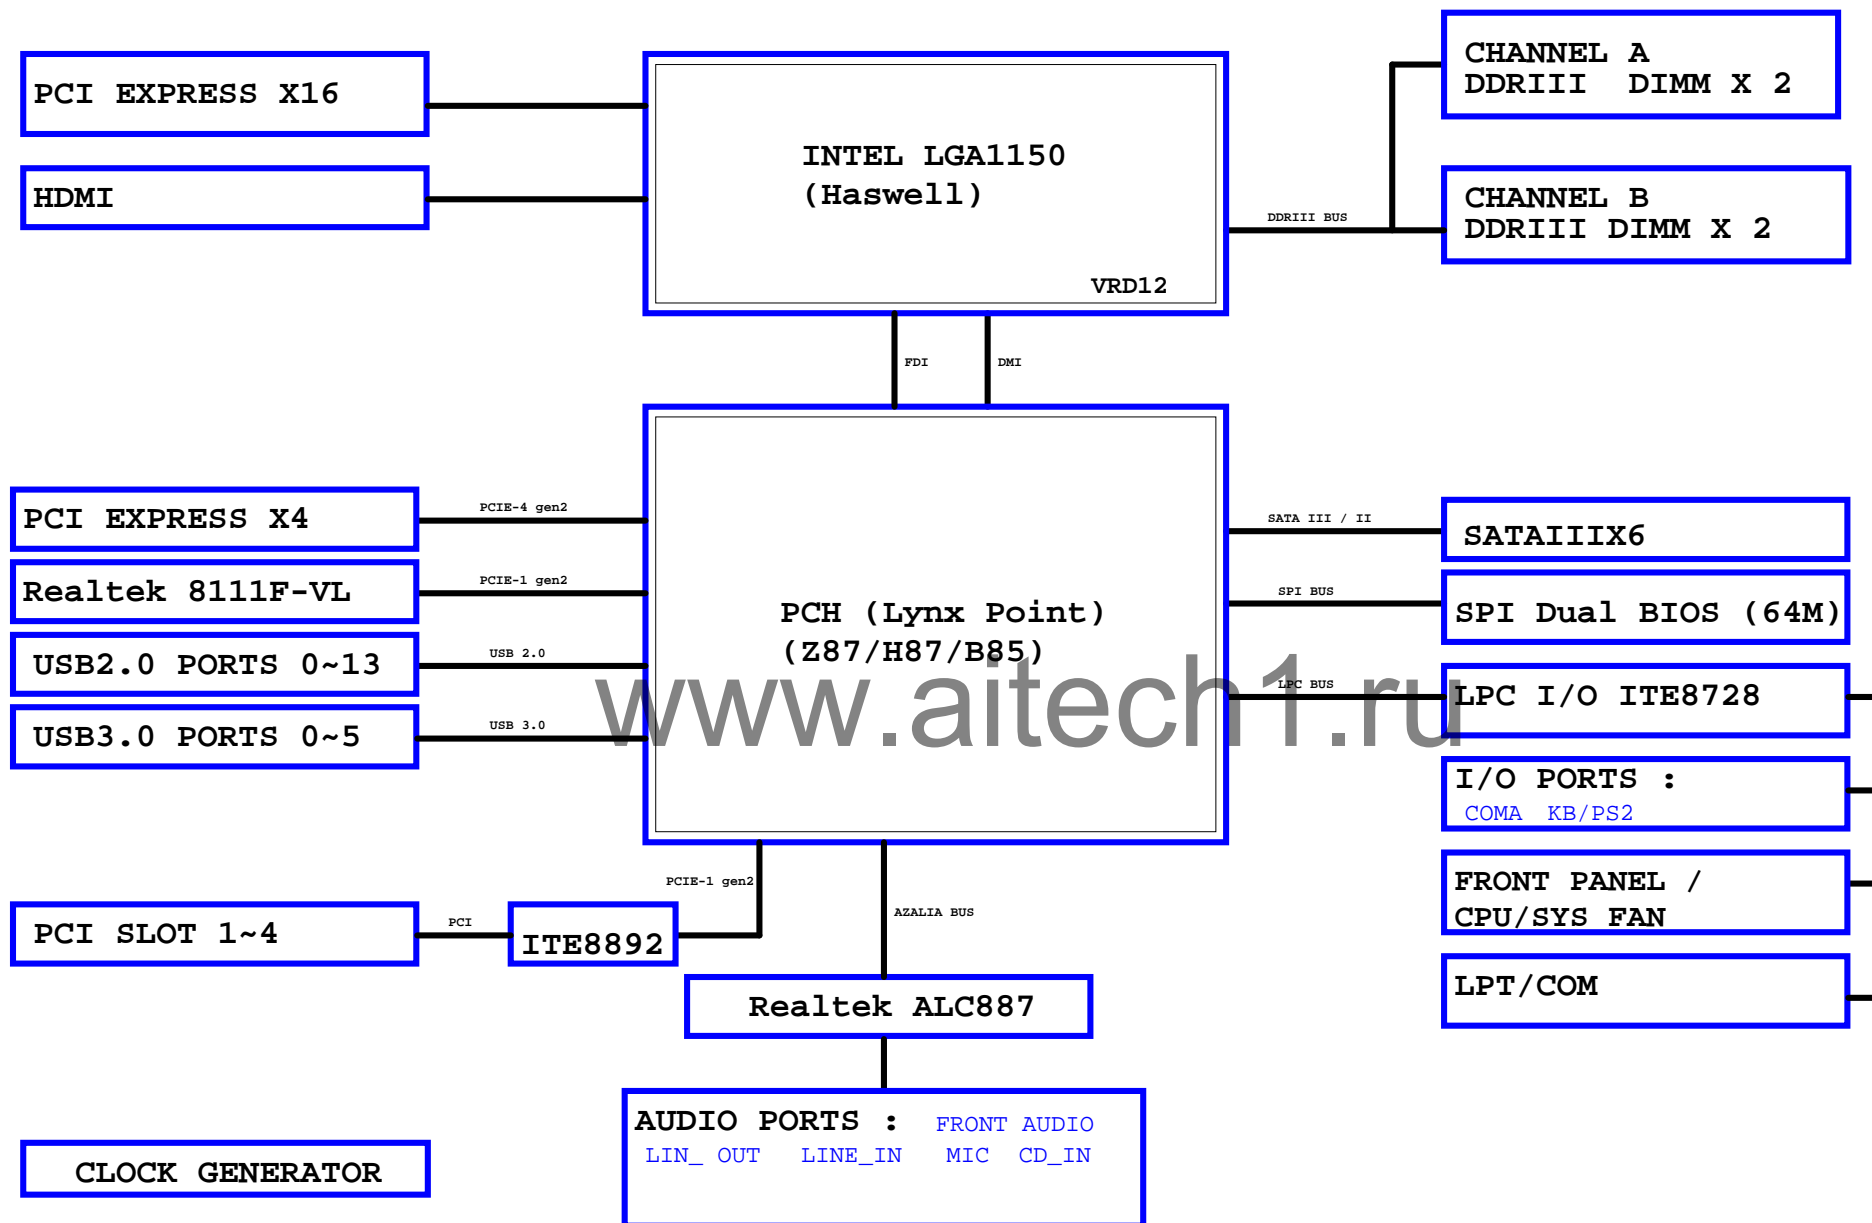 PCI EXPRESS X16
HDMI
INTEL LGA1150
(Haswell)
VRD12
CHANNEL A
DDRIII DIMM X 2
DDRIII BUS
CHANNEL B
DDRIII DIMM X 2
FDI
DMI
PCI EXPRESS X4
PCIE-4 gen2
Realtek 8111F-VL
PCIE-1 gen2
USB2.0 PORTS 0~13
USB 2.0
USB3.0 PORTS 0~5
USB 3.0
PCH (Lynx Point)
(Z87/H87/B85)
www.aitech1.ru
SATA III / II
SATAIIIX6
SPI BUS
SPI Dual BIOS (64M)
LPC BUS
LPC I/O ITE8728
I/O PORTS :
COMA KB/PS2
FRONT PANEL /
CPU/SYS FAN
LPT/COM
PCI SLOT 1~4
PCI
ITE8892
PCIE-1 gen2
AZALIA BUS
Realtek ALC887
AUDIO PORTS : FRONT AUDIO
LIN_ OUT LINE_IN MIC CD_IN
CLOCK GENERATOR